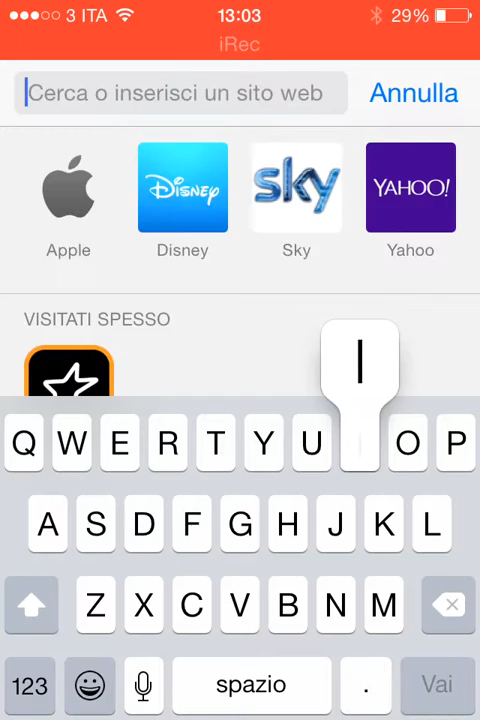 3 ITA 13:03 29%
iRec
Cerca o inserisci un sito web Annulla
Disney sky YAHOO!
Apple Disney Sky Yahoo
VISITATI SPESSO
I
Q W E R T Y U O P
A S D F G H J K L
Z X C V B N M
123 spazio . Vai